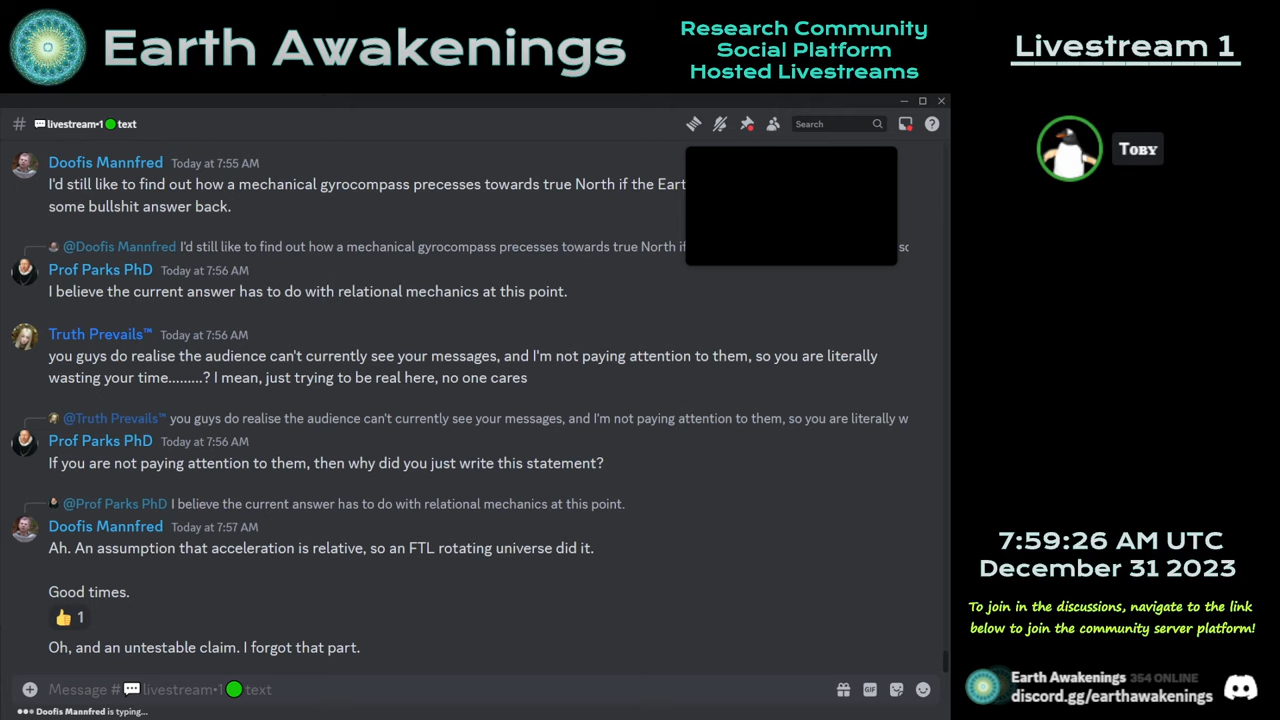 Earth Awakenings
Research Community
Social Platform
Hosted Livestreams
Livestream 1
# 💬livestream•1🟢text
Search
Doofis Mannfred Today at 7:55 AM
I'd still like to find out how a mechanical gyrocompass precesses towards true North if the Eart
some bullshit answer back.
@Doofis Mannfred I'd still like to find out how a mechanical gyrocompass precesses towards true North if
Prof Parks PhD Today at 7:56 AM
I believe the current answer has to do with relational mechanics at this point.
Truth Prevails™ Today at 7:56 AM
you guys do realise the audience can't currently see your messages, and I'm not paying attention to them, so you are literally
wasting your time.........? I mean, just trying to be real here, no one cares
@Truth Prevails™ you guys do realise the audience can't currently see your messages, and I'm not paying attention to them, so you are literally w
Prof Parks PhD Today at 7:56 AM
If you are not paying attention to them, then why did you just write this statement?
@Prof Parks PhD I believe the current answer has to do with relational mechanics at this point.
Doofis Mannfred Today at 7:57 AM
Ah. An assumption that acceleration is relative, so an FTL rotating universe did it.
Good times.
👍 1
Oh, and an untestable claim. I forgot that part.
Message #💬livestream•1🟢text
GIF
Doofis Mannfred is typing...
Toby
7:59:26 AM UTC
December 31 2023
To join in the discussions, navigate to the link
below to join the community server platform!
Earth Awakenings 354 ONLINE
discord.gg/earthawakenings